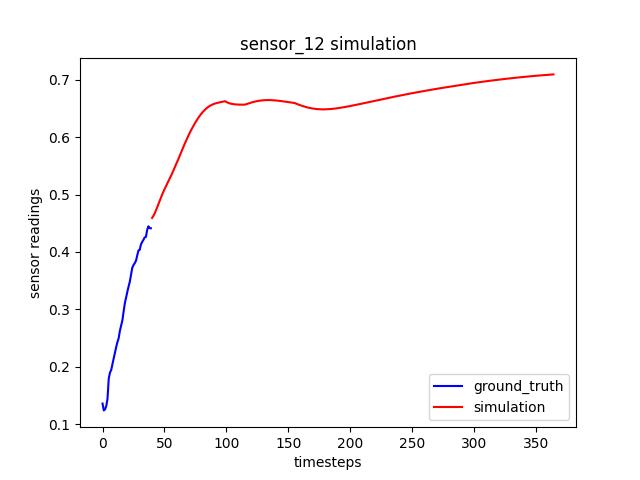 sensor_12 simulation
0.7
0.6
0.5
0.4
0.3
0.2
0.1
sensor readings
0 50 100 150 200 250 300 350
timesteps
ground_truth
simulation